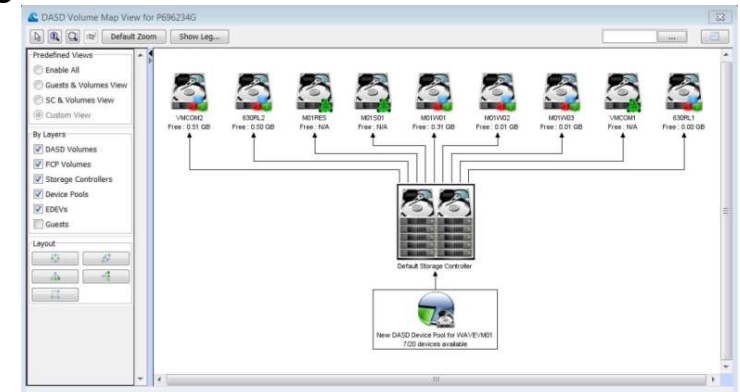 DASD Volume Map View for P696234G
Default Zoom
Show Leg...
...
Predefined Views
Enable All
Guests & Volumes View
SC & Volumes View
Custom View
By Layers
DASD Volumes
FCP Volumes
Storage Controllers
Device Pools
EDEVs
Guests
Layout
VMCOM2 630RL2 M01RES M01S01 M01W01 M01W02 M01W03 VMCOM1 630RL1
Free : 0.51 GB Free : 0.50 GB Free : N/A Free : N/A Free : 0.31 GB Free : 0.01 GB Free : 0.01 GB Free : N/A Free : 0.00 GB
Default Storage Controller
New DASD Device Pool for WAVEVM01
7/20 devices available